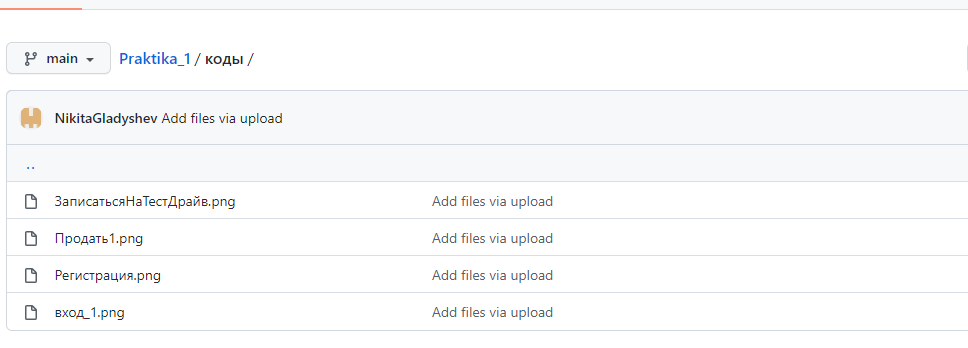 main
Praktika_1 / коды /
NikitaGladyshev Add files via upload
..
ЗаписатьсяНаТестДрайв.png Add files via upload
Продать1.png Add files via upload
Регистрация.png Add files via upload
вход_1.png Add files via upload